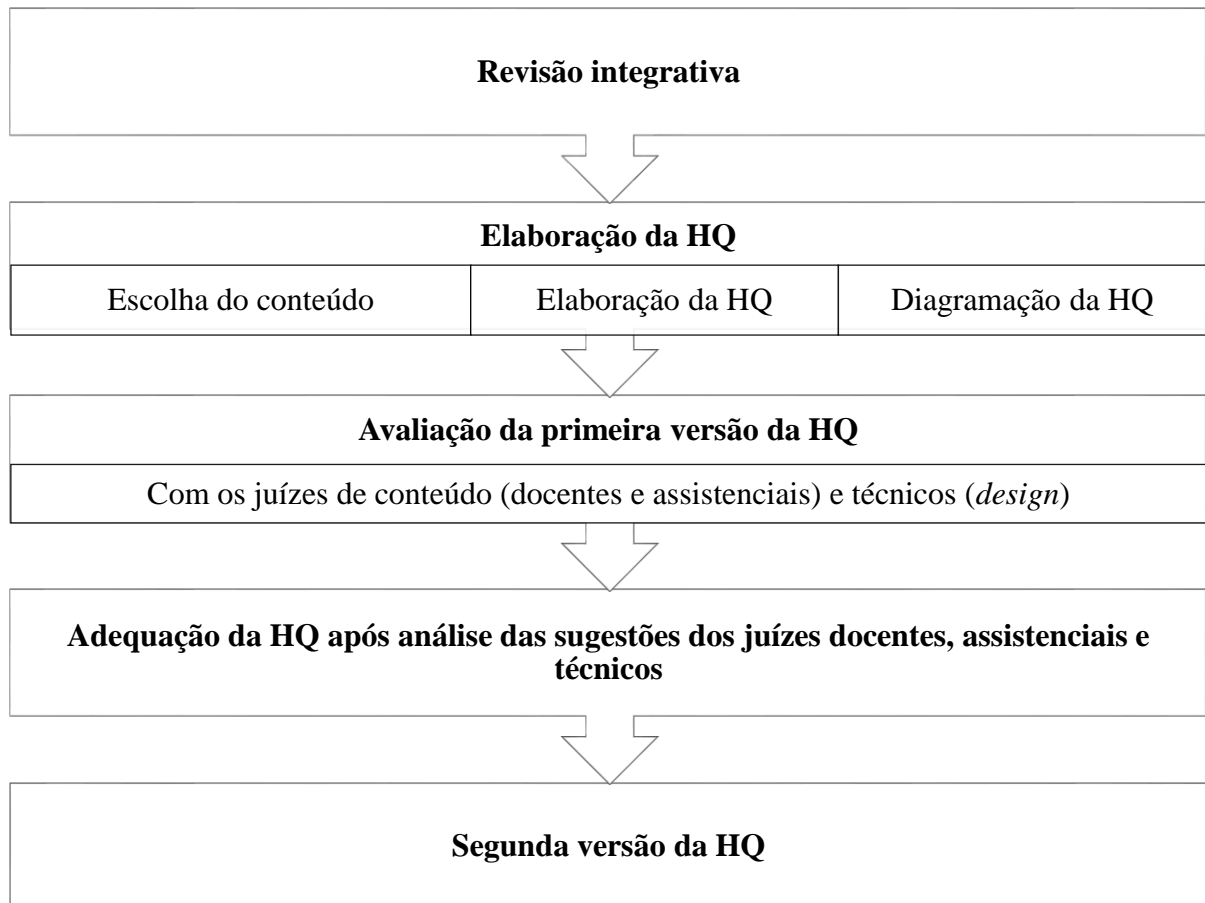 Revisão integrativa
Elaboração da HQ
Escolha do conteúdo
Elaboração da HQ
Diagramação da HQ
Avaliação da primeira versão da HQ
Com os juízes de conteúdo (docentes e assistenciais) e técnicos (design)
Adequação da HQ após análise das sugestões dos juízes docentes, assistenciais e
técnicos
Segunda versão da HQ